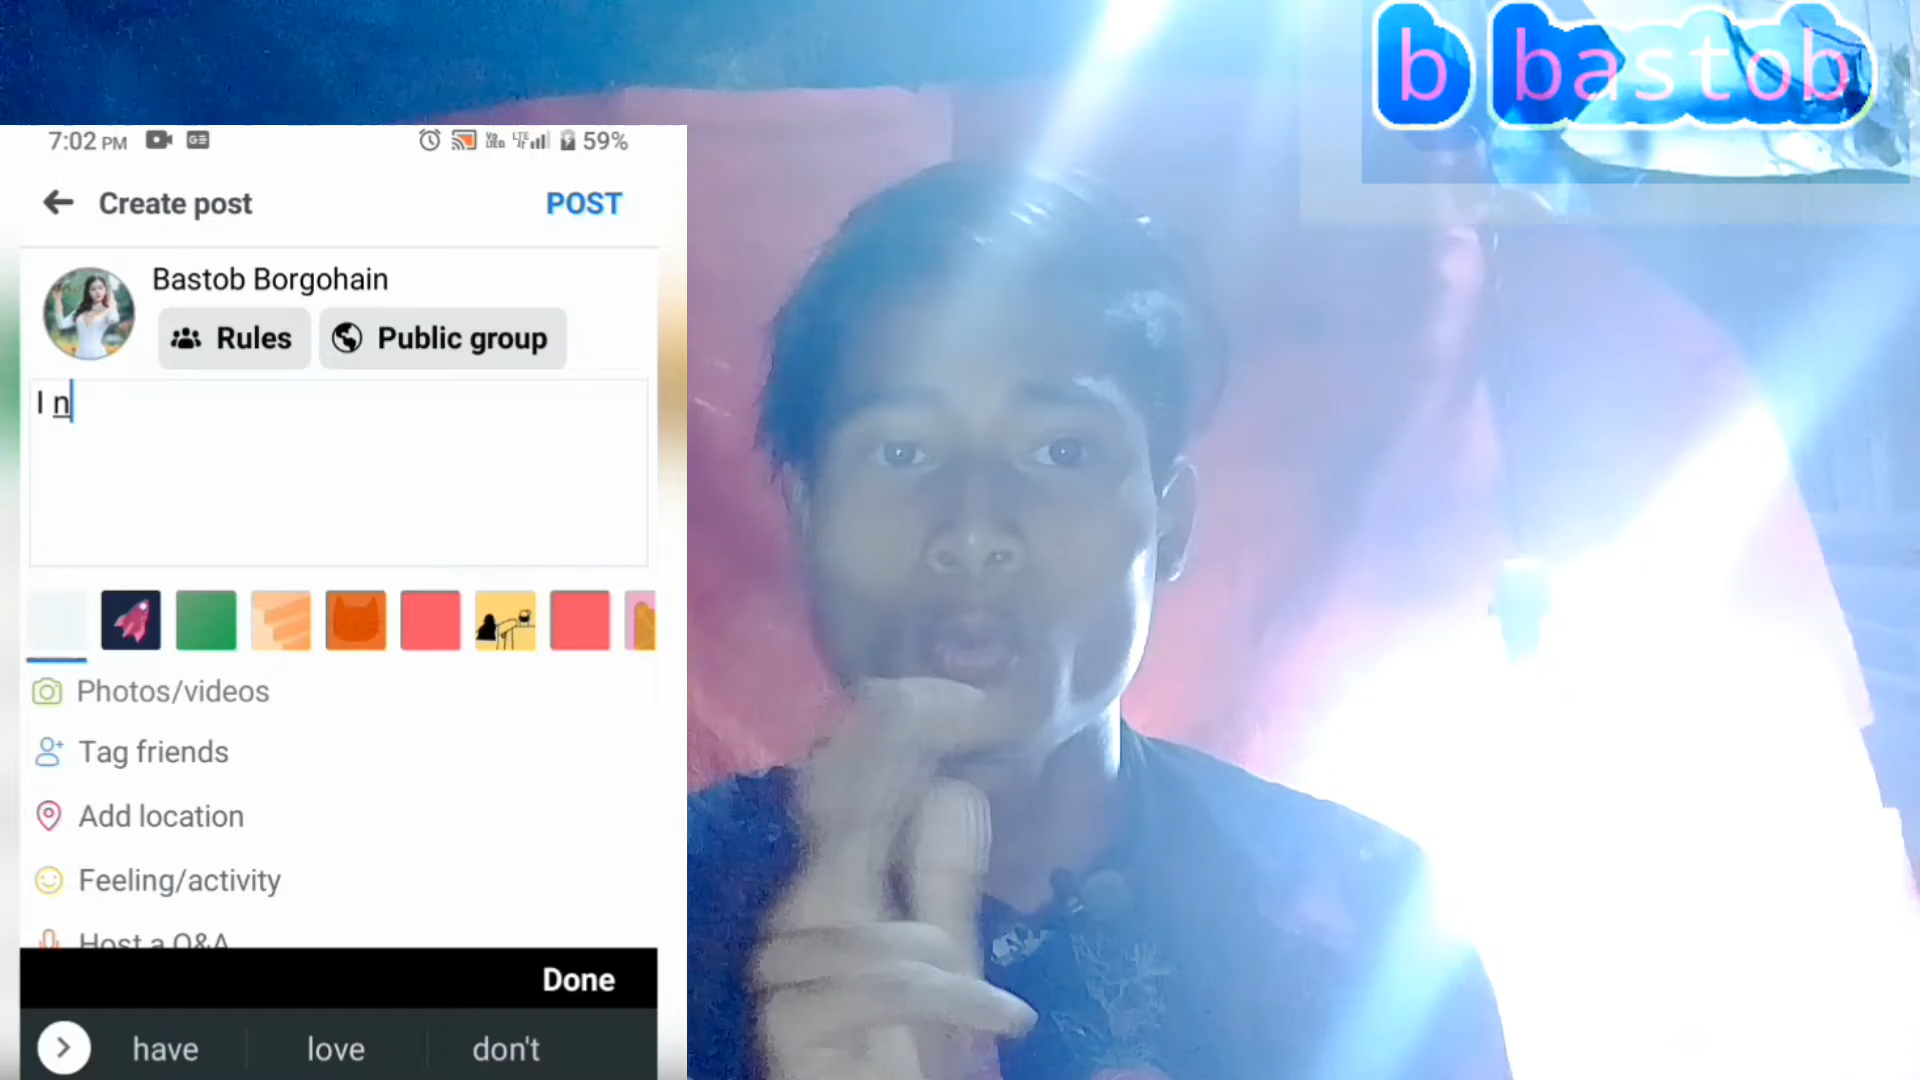 b bastob
7:02 PM 59%
Create post POST
Bastob Borgohain
Rules Public group
I n
Photos/videos
Tag friends
Add location
Feeling/activity
Host a Q&A
Done
have love don't